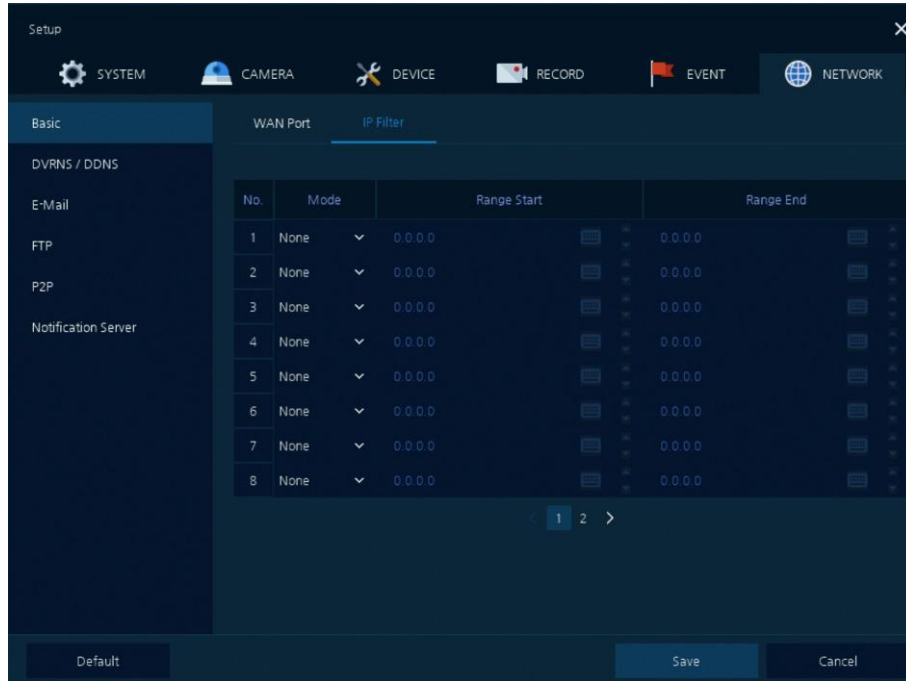 Setup
SYSTEM CAMERA DEVICE RECORD EVENT NETWORK
Basic
DVRNS / DDNS
E-Mail
FTP
P2P
Notification Server
WAN Port IP Filter
No. Mode Range Start Range End
1 None 0.0.0.0 0.0.0.0
2 None 0.0.0.0 0.0.0.0
3 None 0.0.0.0 0.0.0.0
4 None 0.0.0.0 0.0.0.0
5 None 0.0.0.0 0.0.0.0
6 None 0.0.0.0 0.0.0.0
7 None 0.0.0.0 0.0.0.0
8 None 0.0.0.0 0.0.0.0
1 2
Default Save Cancel